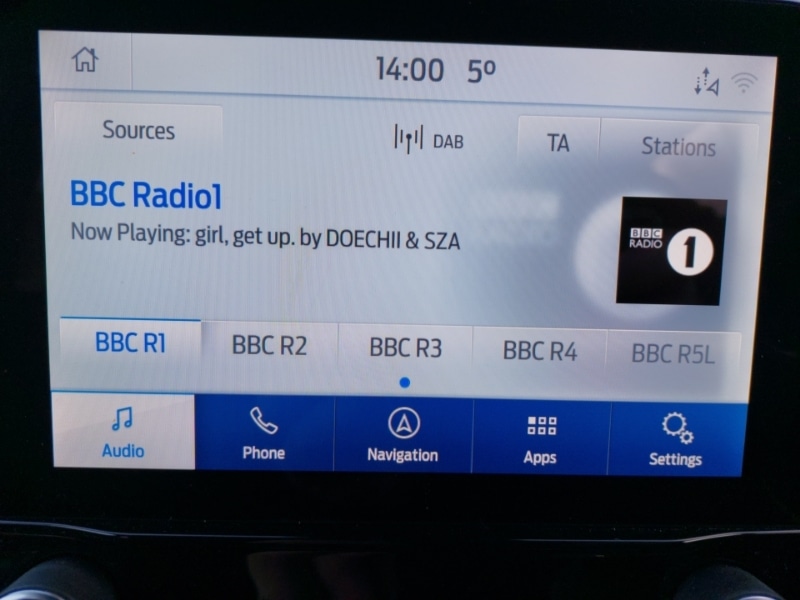 14:00 5º
Sources
DAB
TA
Stations
BBC Radio1
Now Playing: girl, get up. by DOECHII & SZA
BBC
RADIO
1
BBC R1
BBC R2
BBC R3
BBC R4
BBC R5L
Audio
Phone
Navigation
Apps
Settings